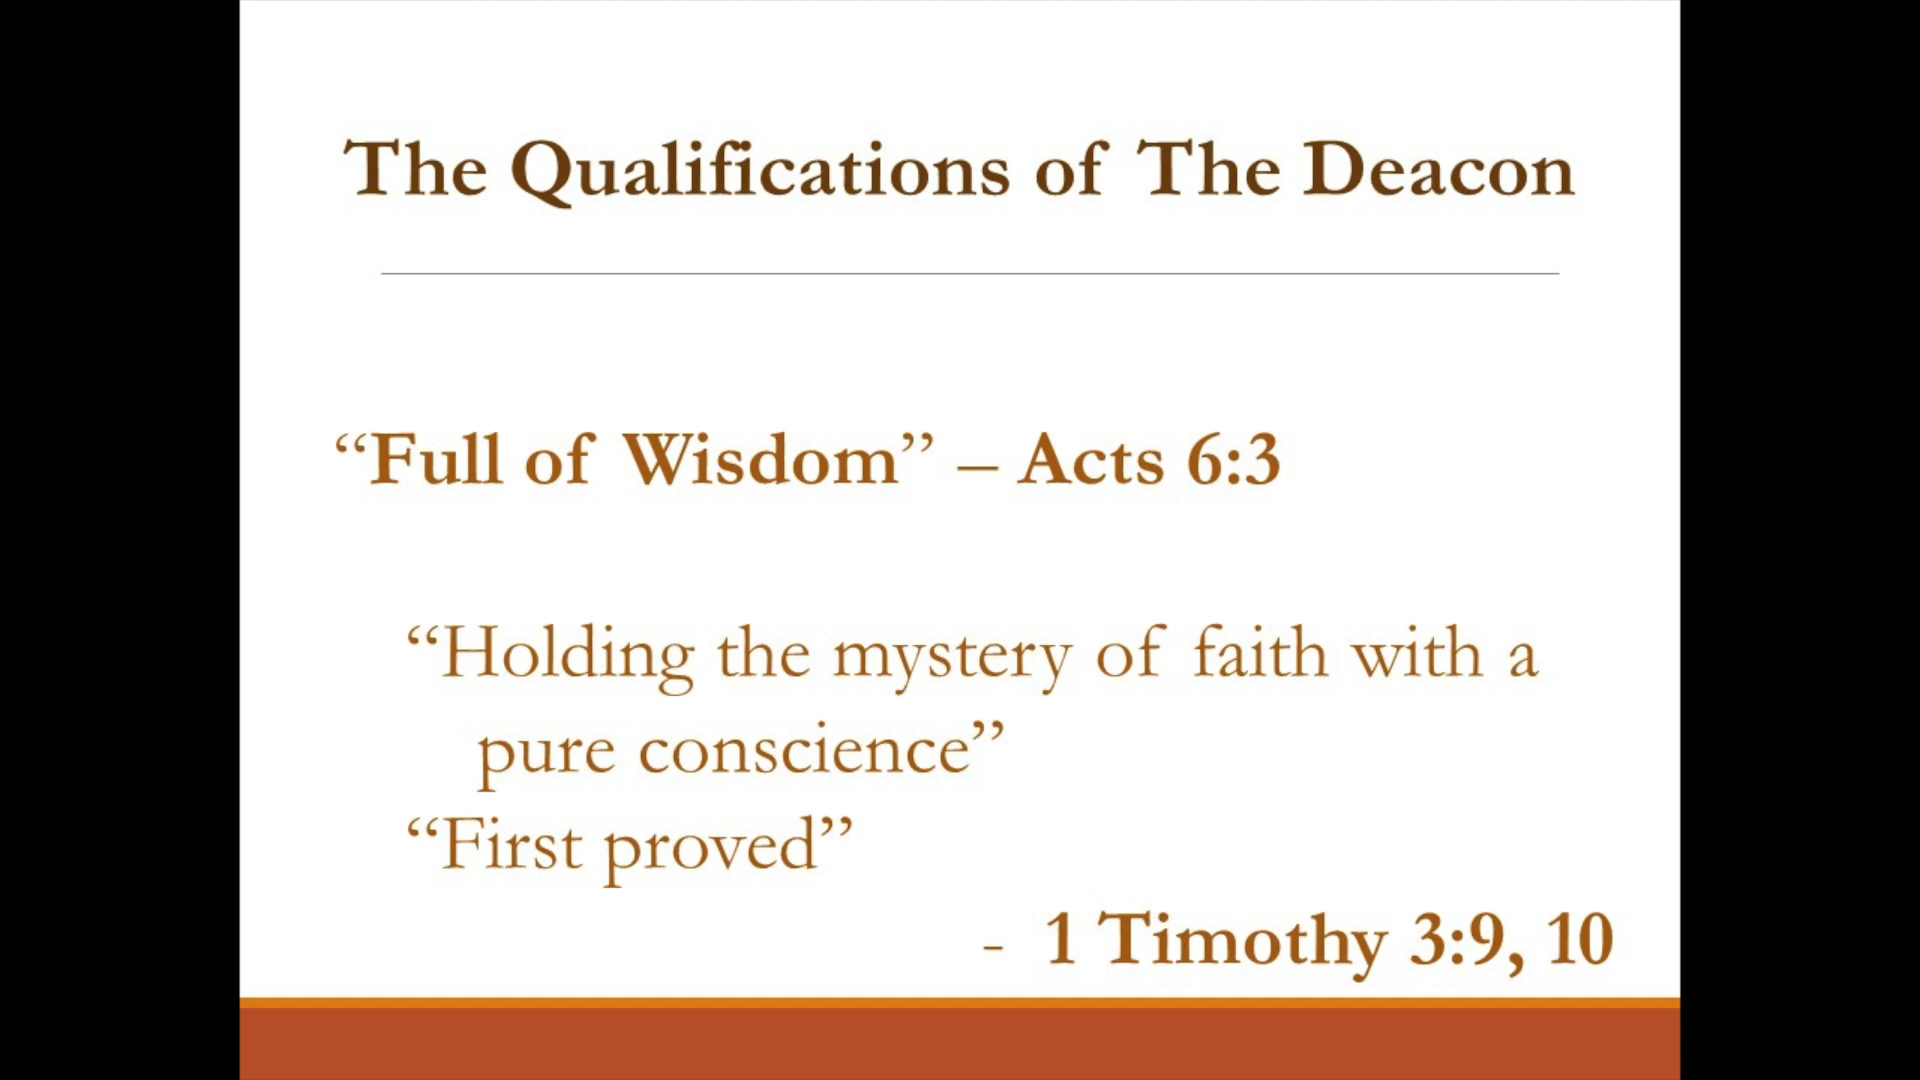 The Qualifications of The Deacon
“Full of Wisdom” – Acts 6:3
“Holding the mystery of faith with a
pure conscience”
“First proved”
- 1 Timothy 3:9, 10